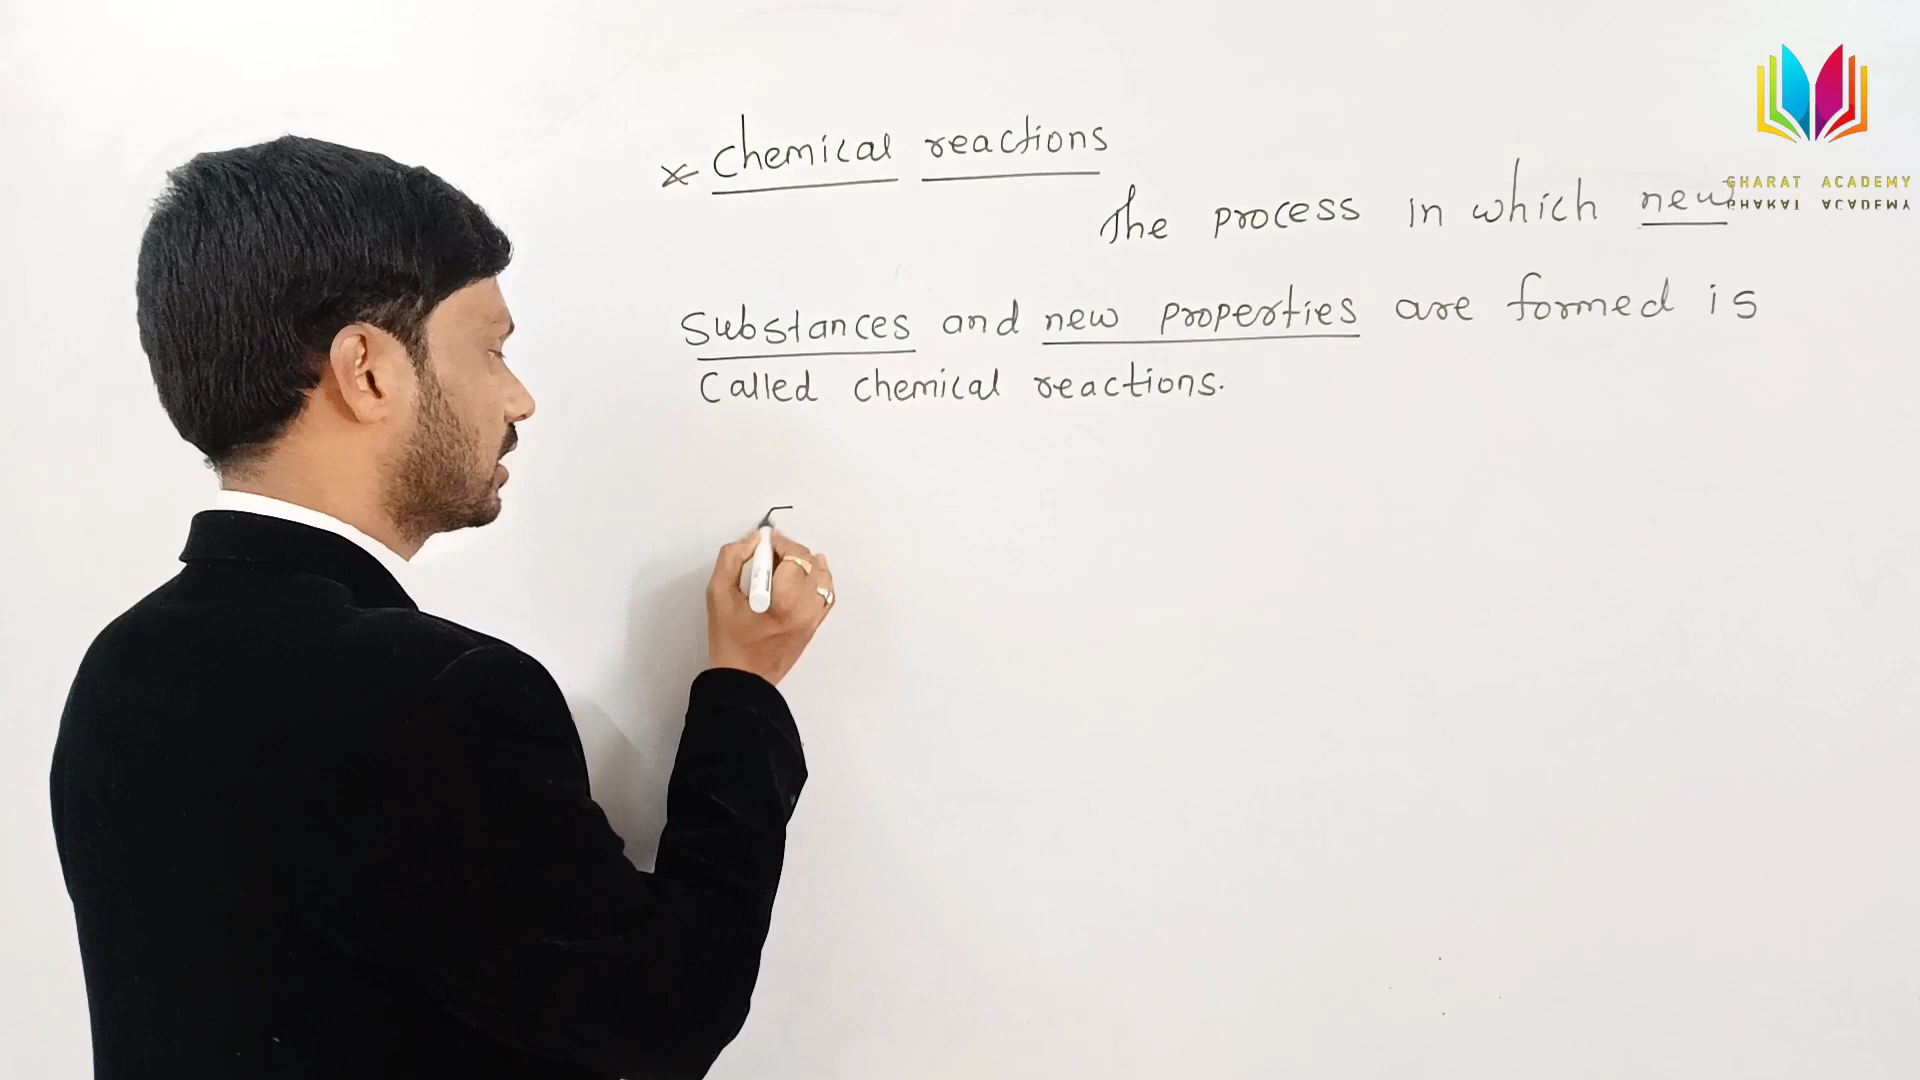 * Chemical reactions
The process in which new
Substances and new properties are formed is
Called chemical reactions.
GHARAT ACADEMY